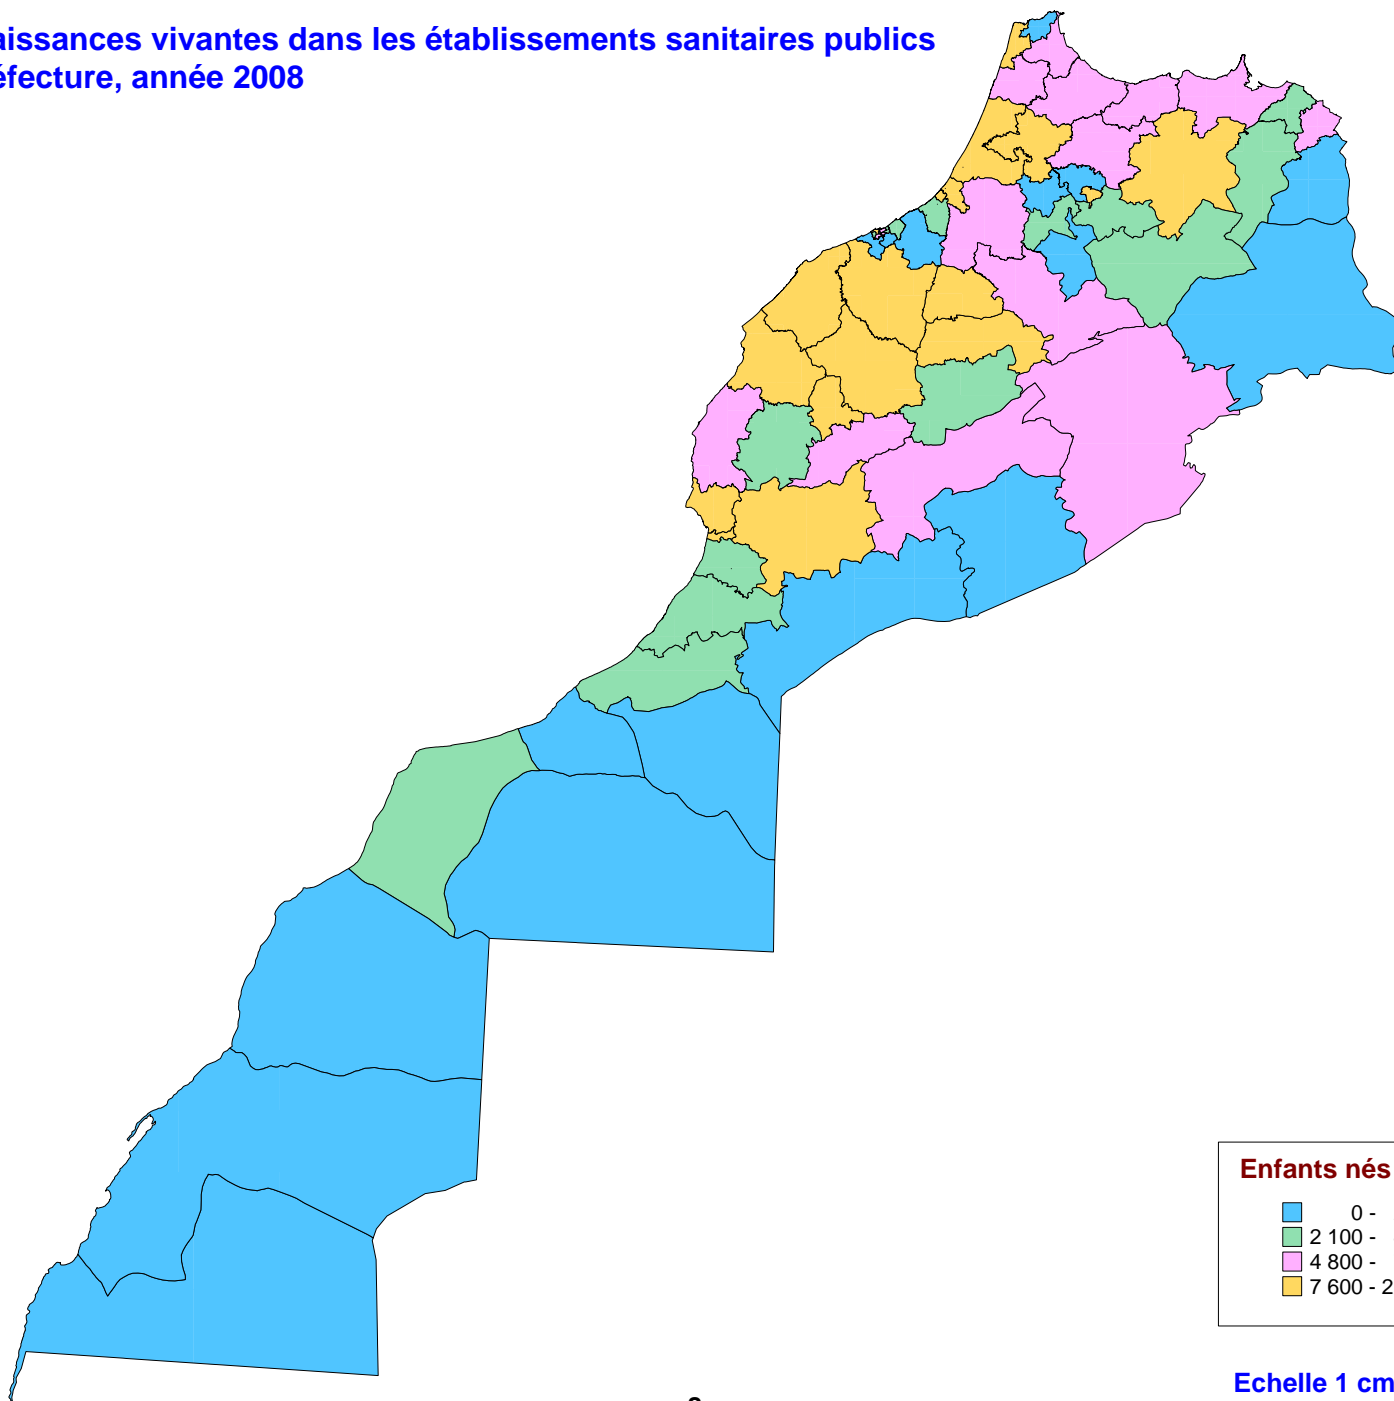 aissances vivantes dans les établissements sanitaires publics
éfecture, année 2008
Enfants nés
0 -
2 100 -
4 800 -
7 600 - 2
Echelle 1 cm